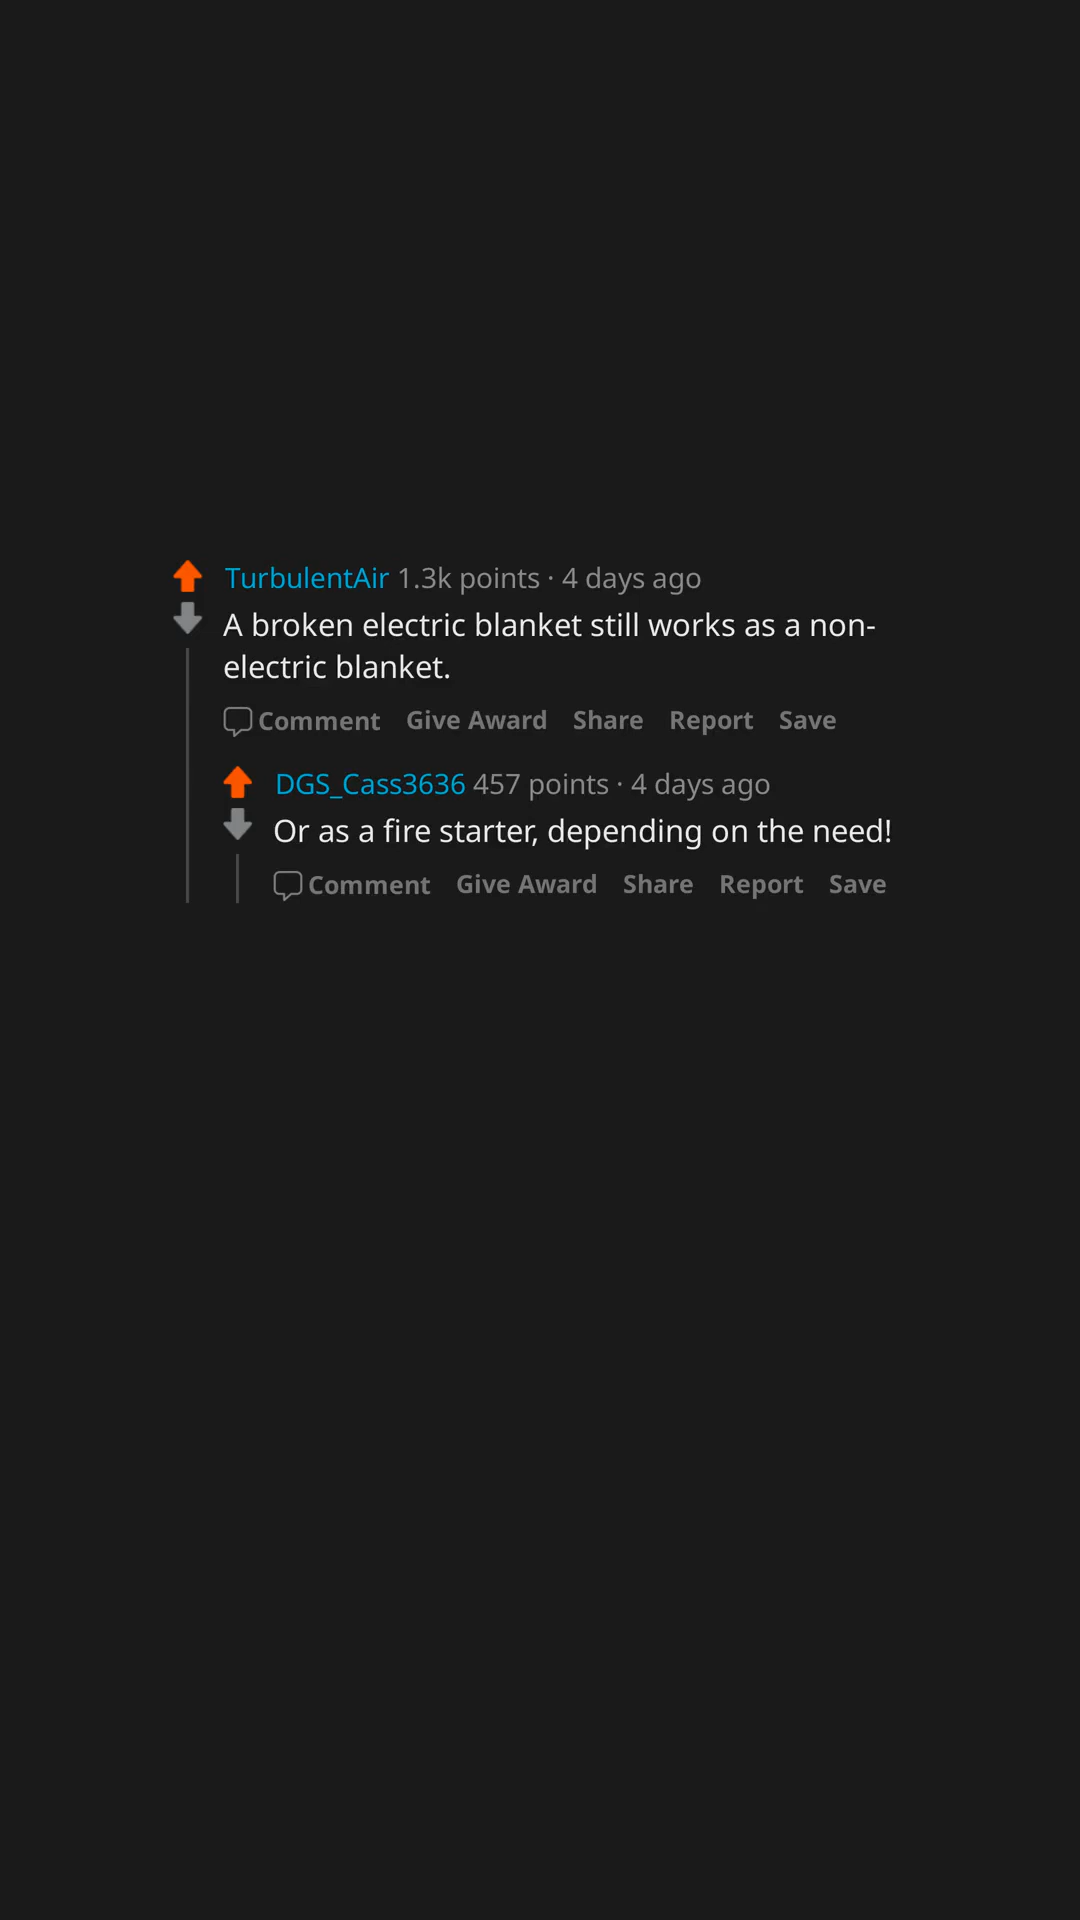 TurbulentAir 1.3k points · 4 days ago
A broken electric blanket still works as a non-
electric blanket.
Comment Give Award Share Report Save
DGS_Cass3636 457 points · 4 days ago
Or as a fire starter, depending on the need!
Comment Give Award Share Report Save